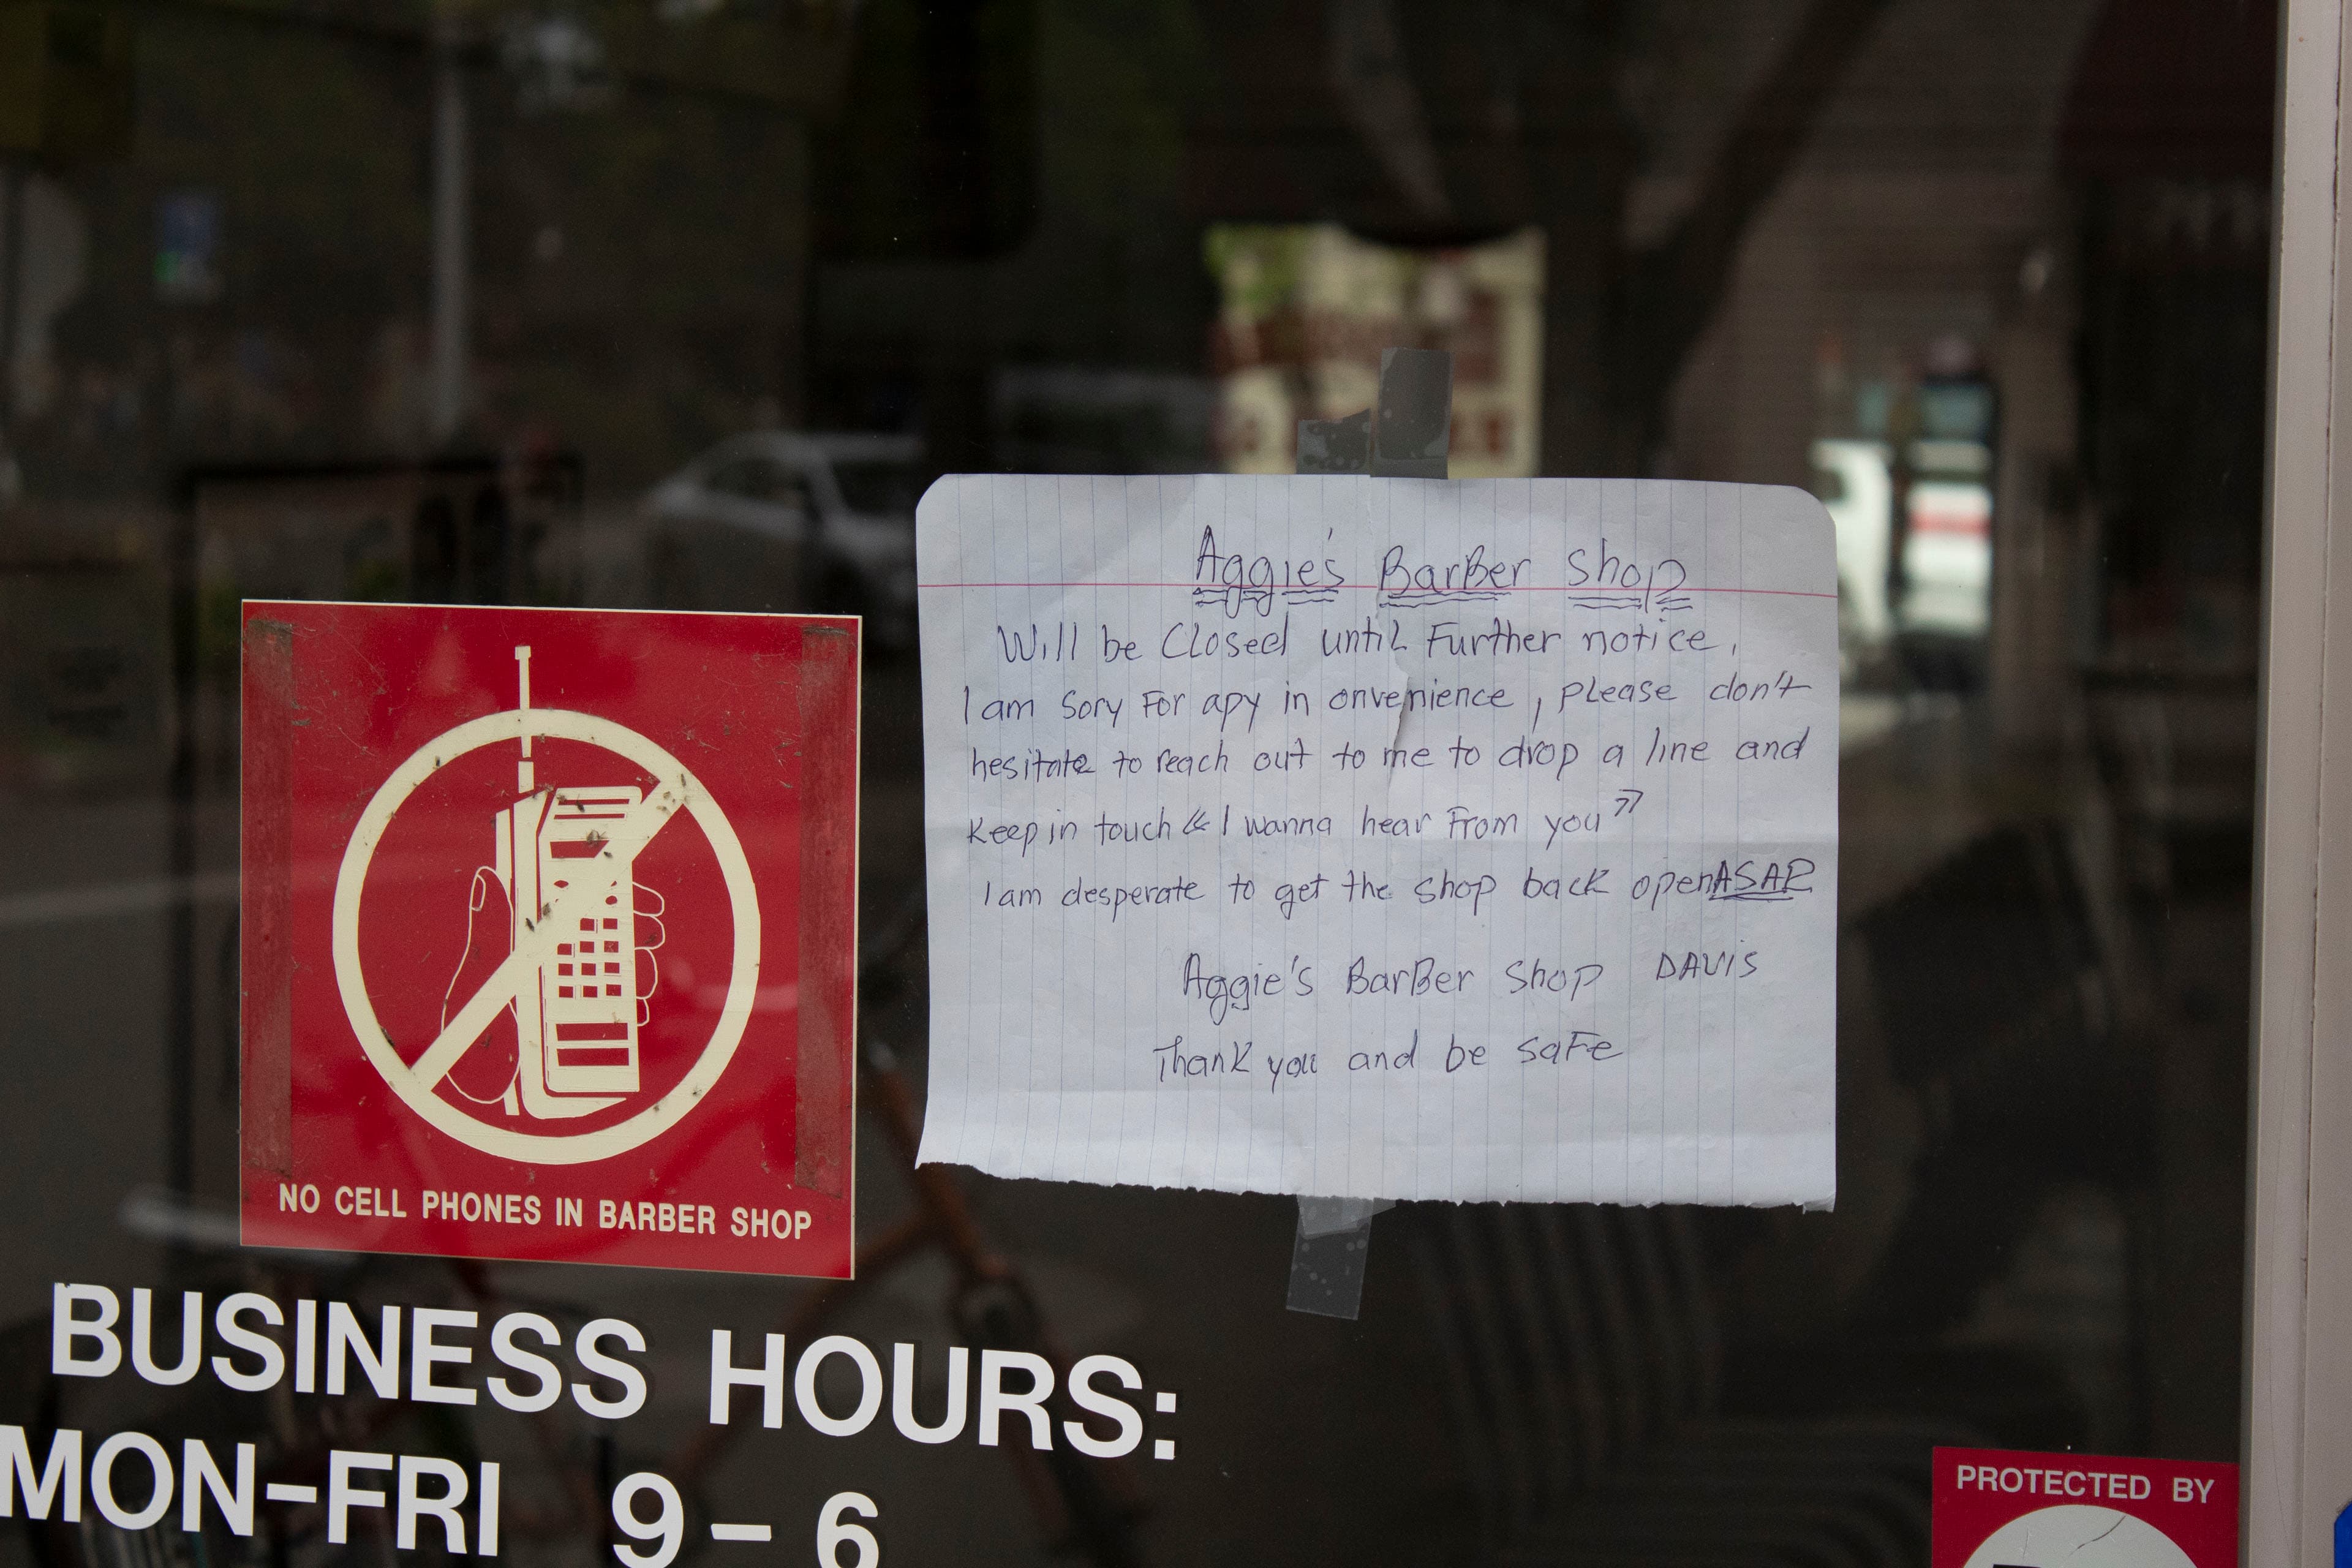 Aggie's BarBer shop
Will be Closed until Further notice,
I am Sory For apy in onvenience, please don't
hesitate to reach out to me to drop a line and
Keep in touch « I wanna hear From you »
I am desperate to get the shop back open ASAP
Aggie's BarBer shop DAVIS
Thank you and be saFe
NO CELL PHONES IN BARBER SHOP
BUSINESS HOURS:
MON-FRI 9-6
PROTECTED BY